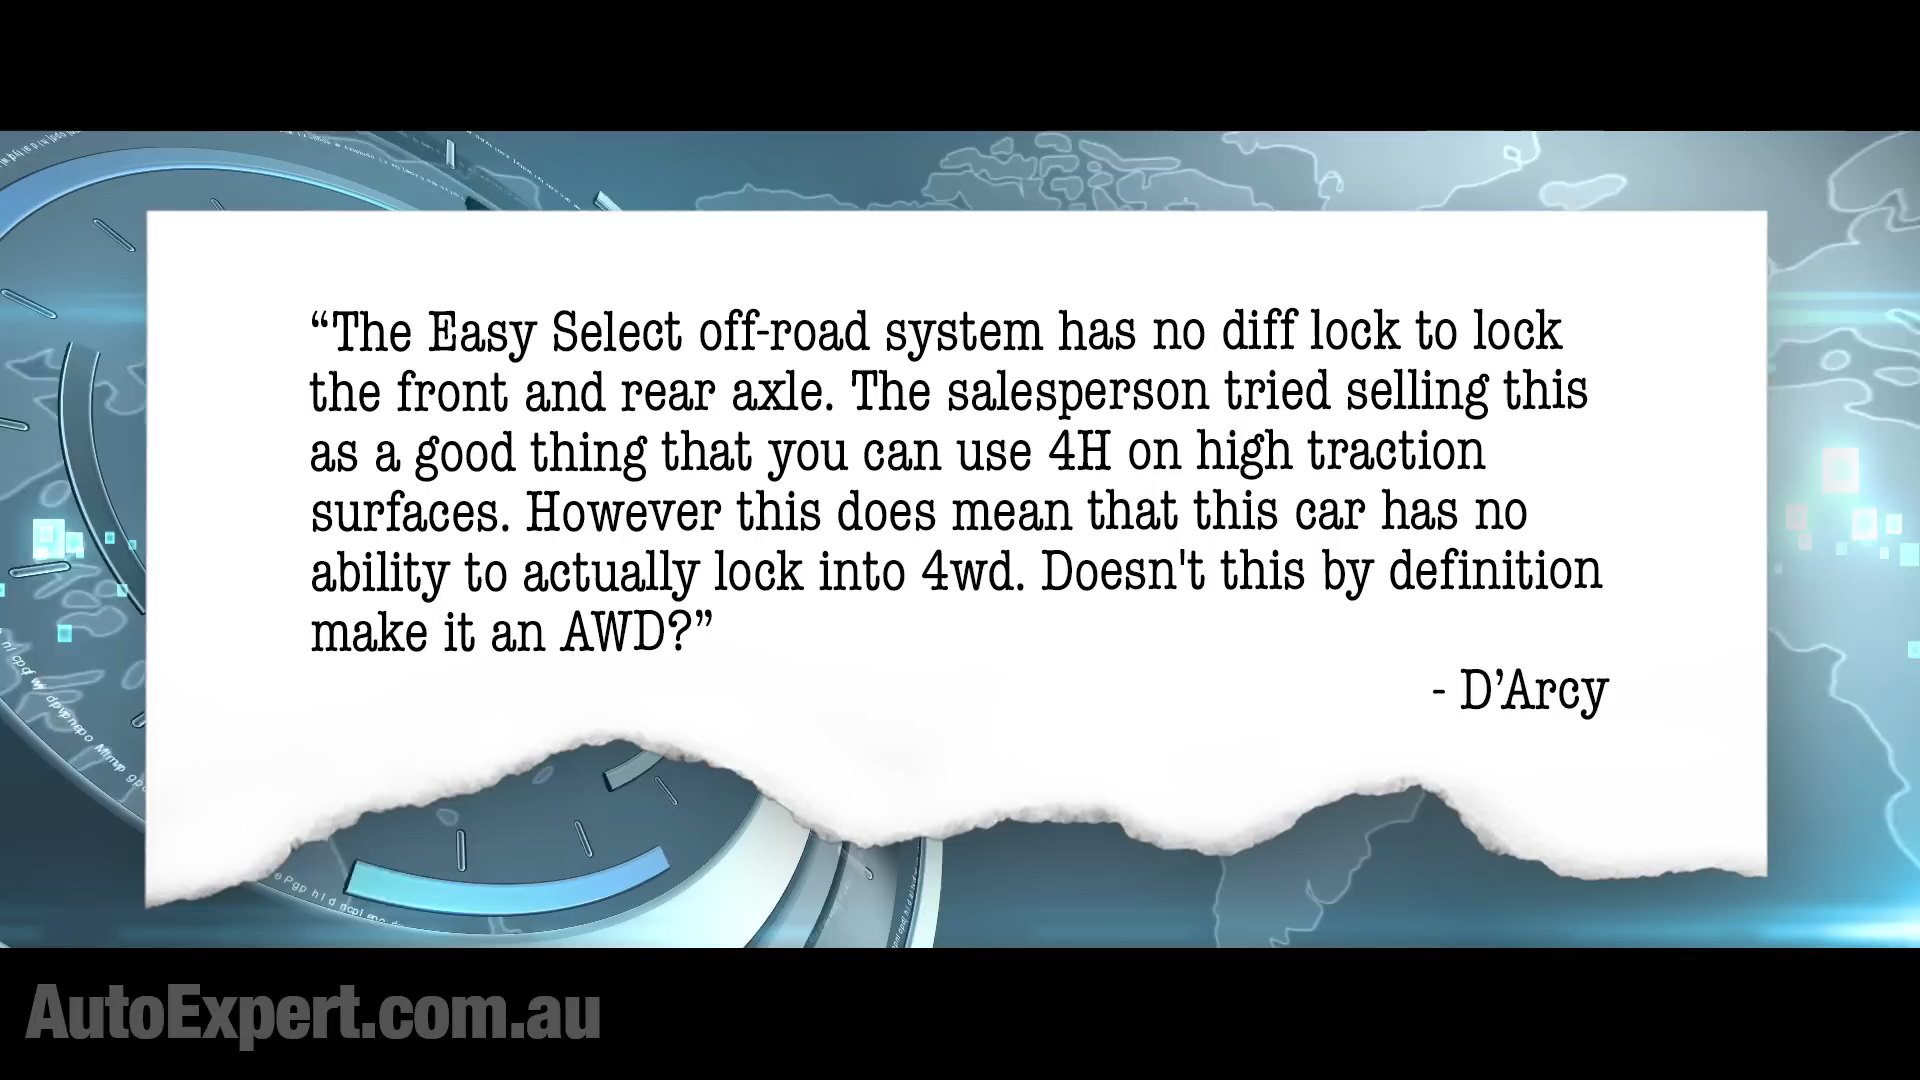 “The Easy Select off-road system has no diff lock to lock
the front and rear axle. The salesperson tried selling this
as a good thing that you can use 4H on high traction
surfaces. However this does mean that this car has no
ability to actually lock into 4wd. Doesn't this by definition
make it an AWD?”
- D’Arcy
AutoExpert.com.au